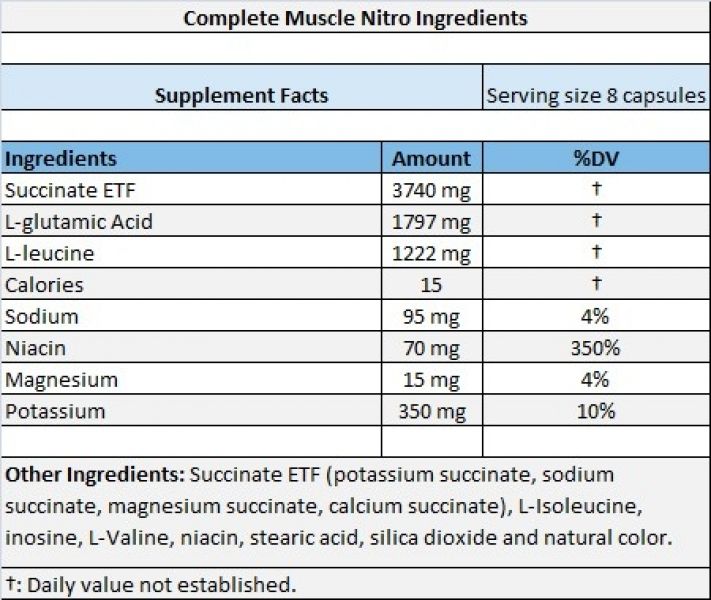 Complete Muscle Nitro Ingredients
Supplement Facts Serving size 8 capsules
Ingredients Amount %DV
Succinate ETF 3740 mg †
L-glutamic Acid 1797 mg †
L-leucine 1222 mg †
Calories 15 †
Sodium 95 mg 4%
Niacin 70 mg 350%
Magnesium 15 mg 4%
Potassium 350 mg 10%
Other Ingredients: Succinate ETF (potassium succinate, sodium
succinate, magnesium succinate, calcium succinate), L-Isoleucine,
inosine, L-Valine, niacin, stearic acid, silica dioxide and natural color.
†: Daily value not established.